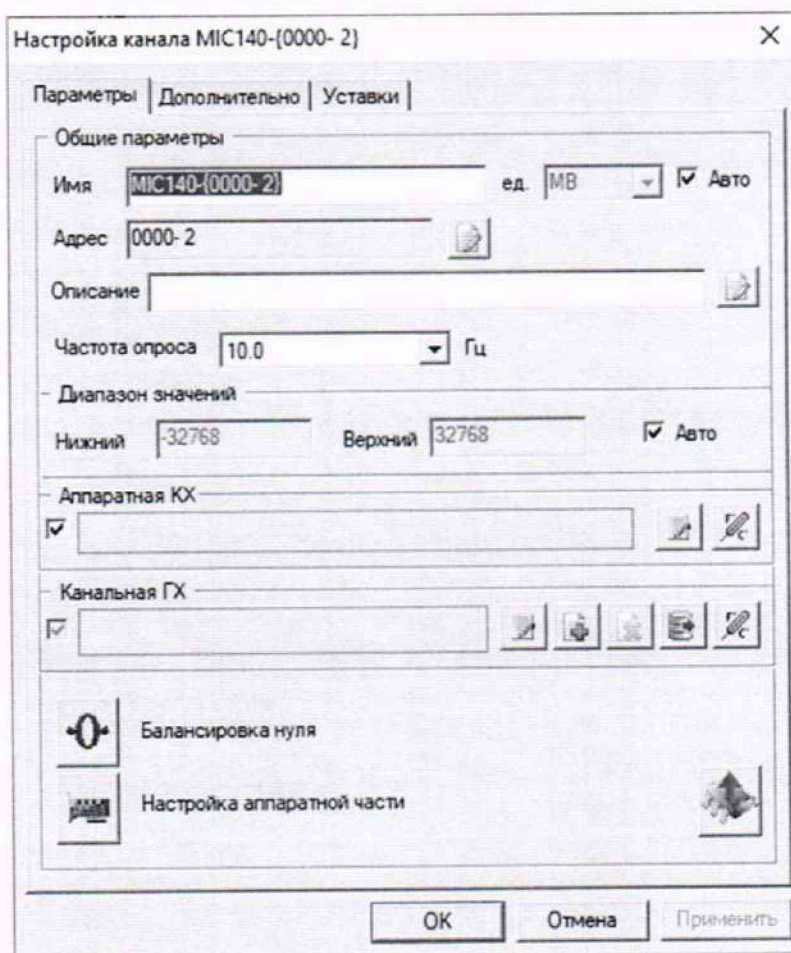 Настройка канала MIC140-{0000- 2}
Параметры Дополнительно Уставки
Общие параметры
Имя MIC140-{0000- 2} ед. МВ Авто
Адрес 0000- 2
Описание
Частота опроса 10.0 Гц
Диапазон значений
Нижний -32768 Верхний 32768 Авто
Аппаратная КХ
Канальная ГХ
Балансировка нуля
Настройка аппаратной части
ОК Отмена Применить